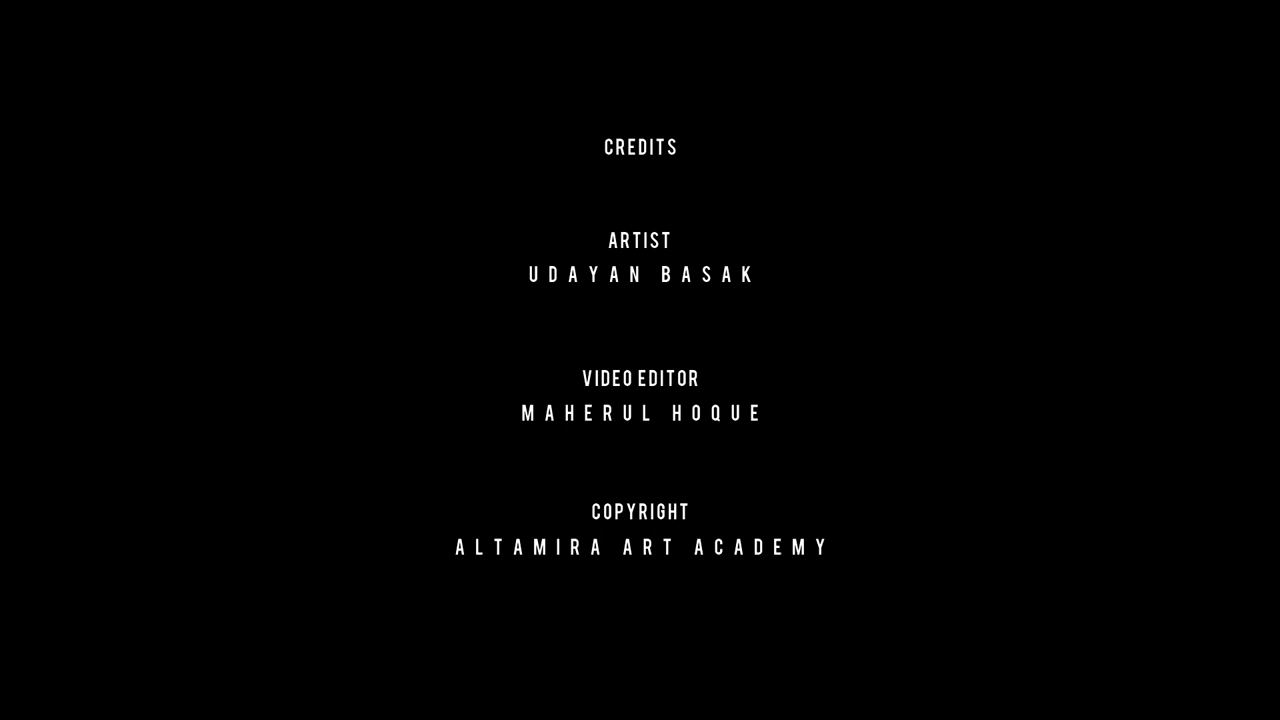 CREDITS
ARTIST
UDAYAN BASAK
VIDEO EDITOR
MAHERUL HOQUE
COPYRIGHT
ALTAMIRA ART ACADEMY